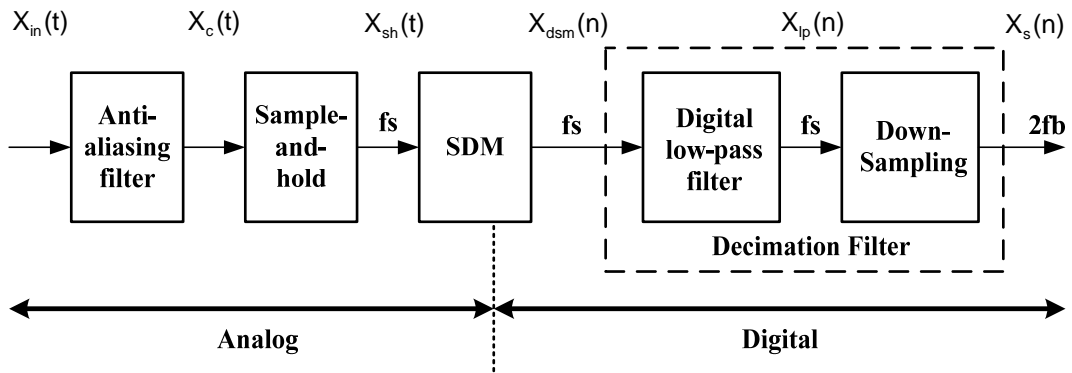 X_in(t)
X_c(t)
X_sh(t)
X_dsm(n)
X_lp(n)
X_s(n)
Anti-
aliasing
filter
Sample-
and-
hold
fs
SDM
fs
Digital
low-pass
filter
fs
Down-
Sampling
2fb
Decimation Filter
Analog
Digital